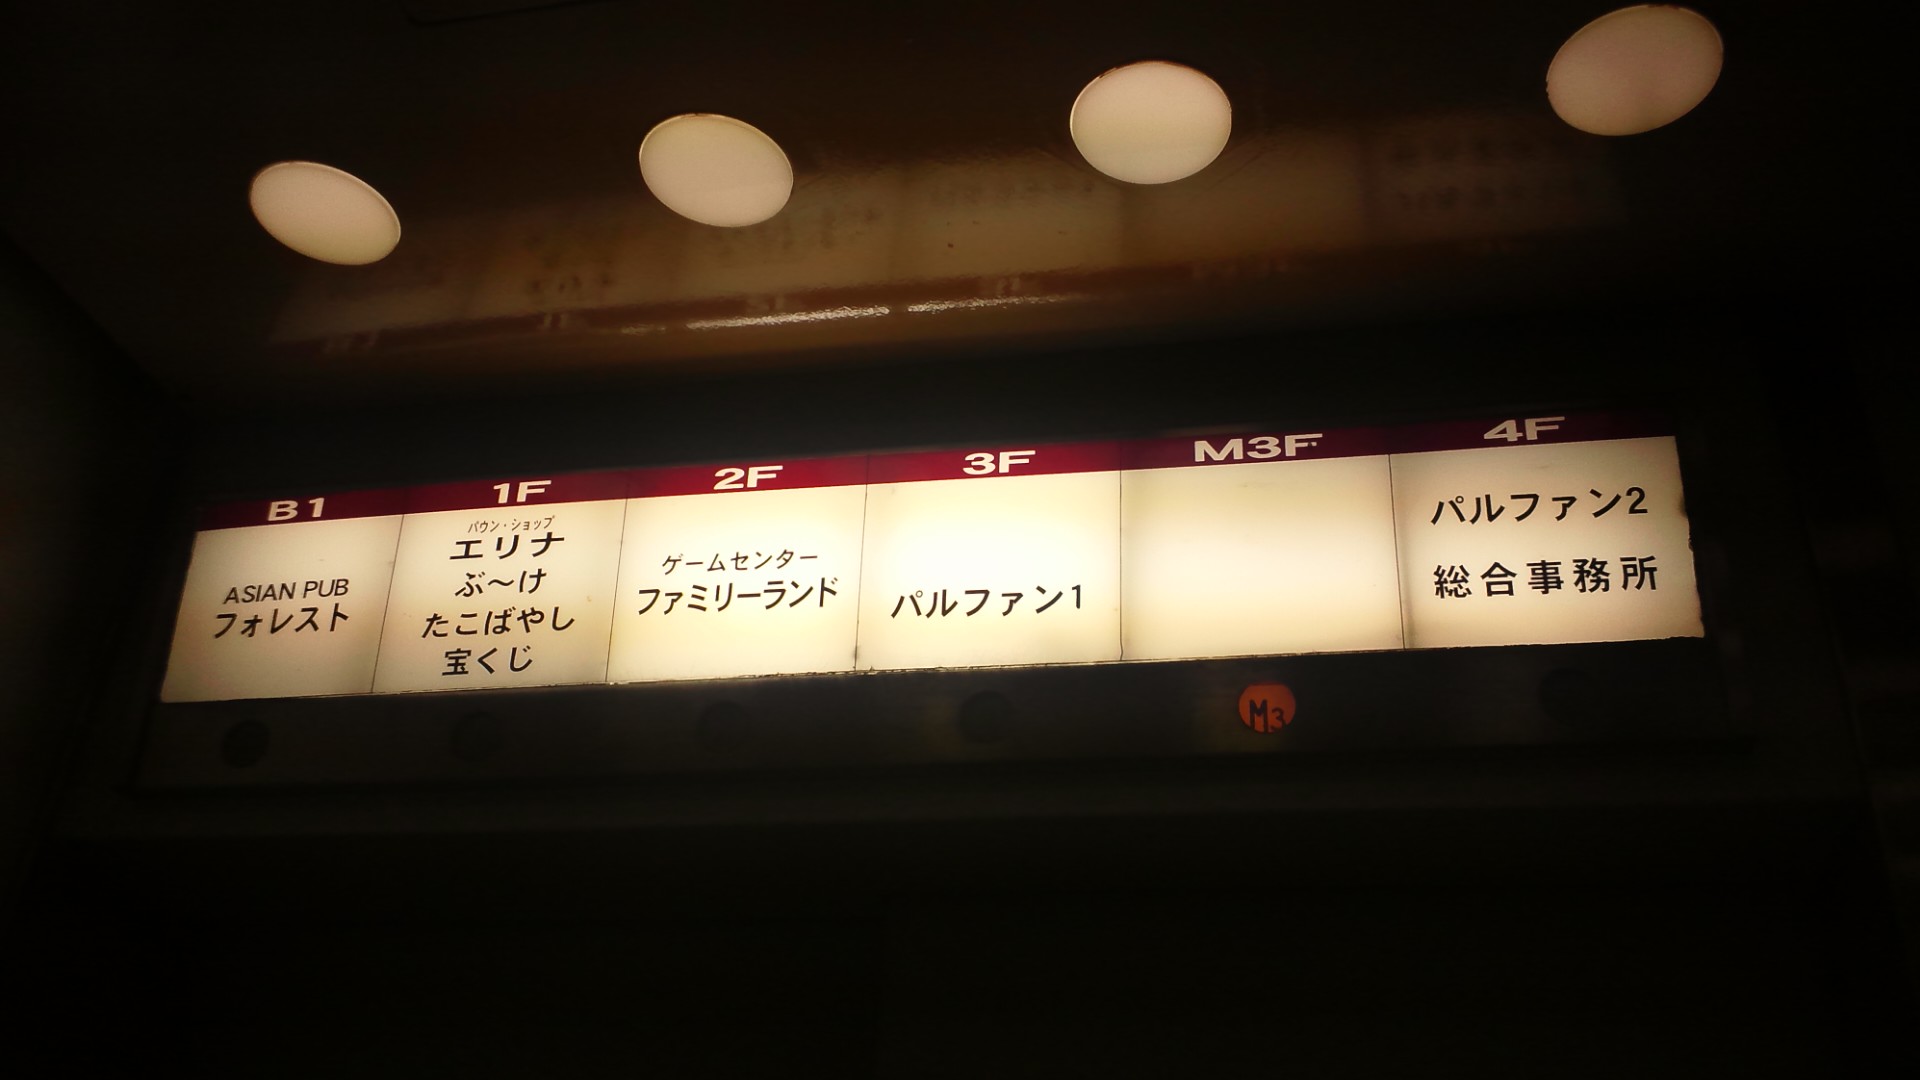 B1
ASIAN PUB
フォレスト
1F
パウン・ショップ
エリナ
ぶ〜け
たこばやし
宝くじ
2F
ゲームセンター
ファミリーランド
3F
パルファン1
M3F
4F
パルファン2
総合事務所
M3